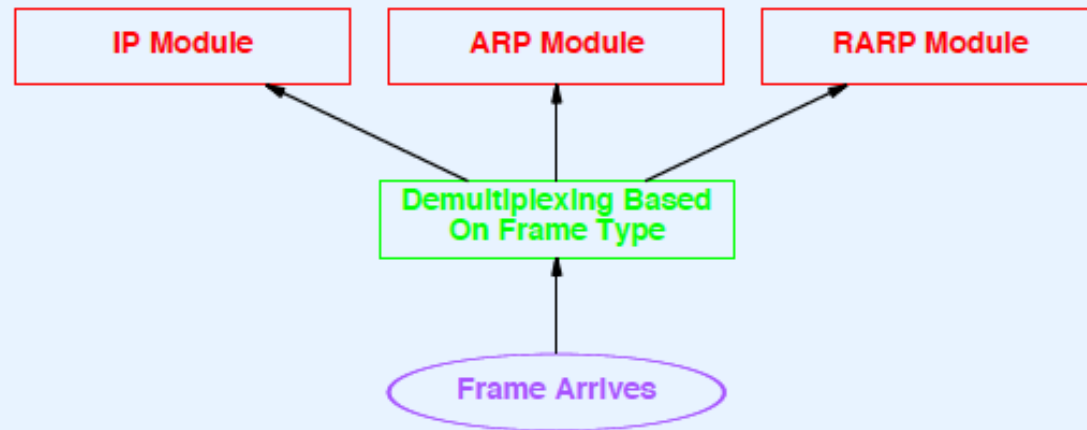 IP Module
ARP Module
RARP Module
Demultiplexing Based
On Frame Type
Frame Arrives